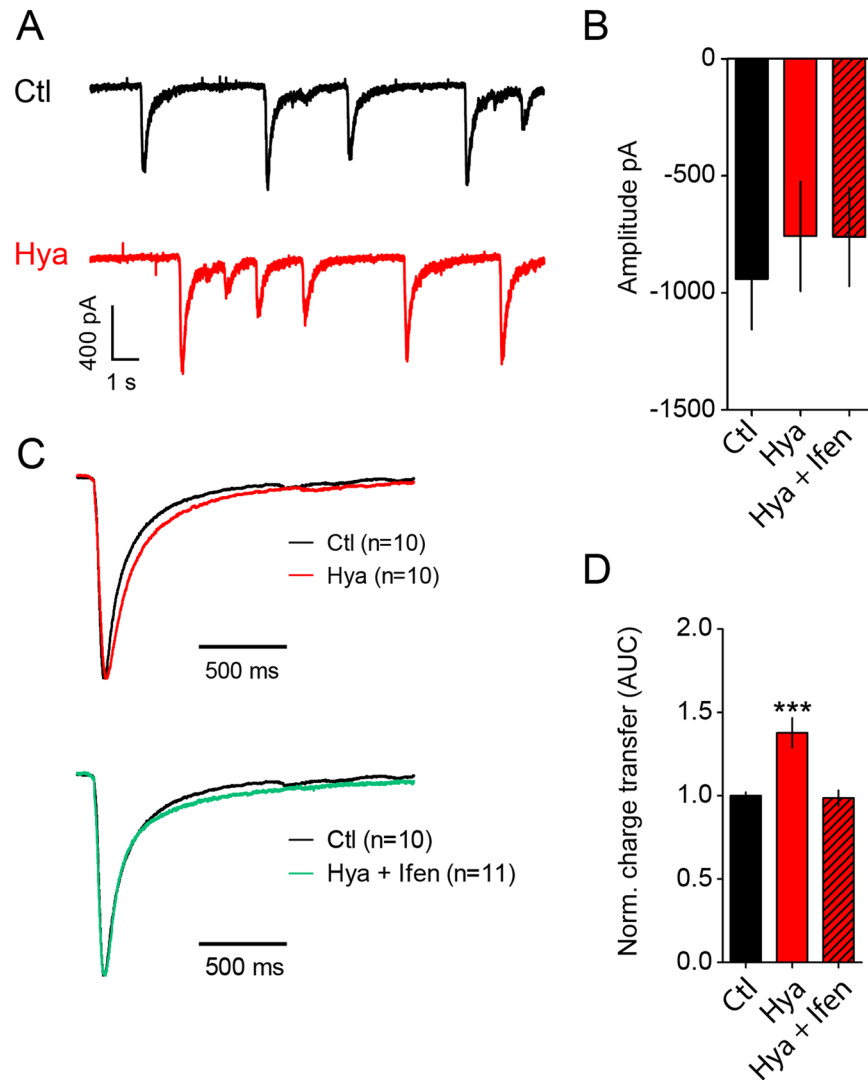 A
Ctl
Hya
400 pA
1 s
B
Amplitude pA
0
-500
-1000
-1500
Ctl
Hya
Hya + Ifen
C
Ctl (n=10)
Hya (n=10)
500 ms
Ctl (n=10)
Hya + Ifen (n=11)
500 ms
D
Norm. charge transfer (AUC)
2.0
1.5
1.0
0.5
0.0
***
Ctl
Hya
Hya + Ifen